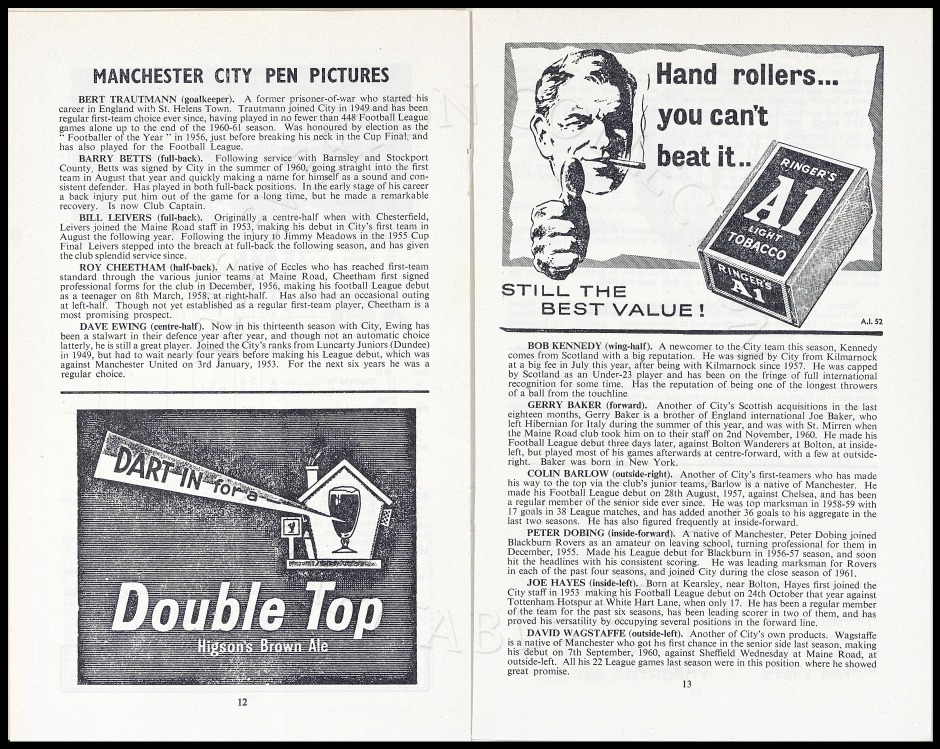 MANCHESTER CITY PEN PICTURES
BERT TRAUTMANN (goalkeeper). A former prisoner-of-war who started his
career in England with St. Helens Town. Trautmann joined City in 1949 and has been
regular first-team choice ever since, having played in no fewer than 448 Football League
games alone up to the end of the 1960-61 season. Was honoured by election as the
" Footballer of the Year " in 1956, just before breaking his neck in the Cup Final, and
has also played for the Football League.
BARRY BETTS (full-back). Following service with Barnsley and Stockport
County, Betts was signed by City in the summer of 1960, going straight into the first
team in August that year and quickly making a name for himself as a sound and con-
sistent defender. Has played in both full-back positions. In the early stage of his career
a back injury put him out of the game for a long time, but he made a remarkable
recovery. Is now Club Captain.
BILL LEIVERS (full-back). Originally a centre-half when with Chesterfield,
Leivers joined the Maine Road staff in 1953, making his debut in City's first team in
August the following year. Following the injury to Jimmy Meadows in the 1955 Cup
Final Leivers stepped into the breach at full-back the following season, and has given
the club splendid service since.
ROY CHEETHAM (half-back). A native of Eccles who has reached first-team
standard through the various junior teams at Maine Road, Cheetham first signed
professional forms for the club in December, 1956, making his football League debut
as a teenager on 8th March, 1958, at right-half. Has also had an occasional outing
at left-half. Though not yet established as a regular first-team player, Cheetham is a
most promising prospect.
DAVE EWING (centre-half). Now in his thirteenth season with City, Ewing has
been a stalwart in their defence year after year, and though not an automatic choice
latterly, he is still a great player. Joined the City's ranks from Luncarty Juniors (Dundee)
in 1949, but had to wait nearly four years before making his League debut, which was
against Manchester United on 3rd January, 1953. For the next six years he was a
regular choice.
DART-IN for a
Double Top
Higson's Brown Ale
12
Hand rollers...
you can't
beat it..
RINGER'S
A1
LIGHT
TOBACCO
RINGER'S
A1
STILL THE
BEST VALUE!
A.I. 52
BOB KENNEDY (wing-half). A newcomer to the City team this season, Kennedy
comes from Scotland with a big reputation. He was signed by City from Kilmarnock
at a big fee in July this year, after being with Kilmarnock since 1957. He was capped
by Scotland as an Under-23 player and has been on the fringe of full international
recognition for some time. Has the reputation of being one of the longest throwers
of a ball from the touchline.
GERRY BAKER (forward). Another of City's Scottish acquisitions in the last
eighteen months, Gerry Baker is a brother of England international Joe Baker, who
left Hibernian for Italy during the summer of this year, and was with St. Mirren when
the Maine Road club took him on to their staff on 2nd November, 1960. He made his
Football League debut three days later, against Bolton Wanderers at Bolton, at inside-
left, but played most of his games afterwards at centre-forward, with a few at outside-
right. Baker was born in New York.
COLIN BARLOW (outside-right). Another of City's first-teamers who has made
his way to the top via the club's junior teams, Barlow is a native of Manchester. He
made his Football League debut on 28th August, 1957, against Chelsea, and has been
a regular member of the senior side ever since. He was top marksman in 1958-59 with
17 goals in 38 League matches, and has added another 36 goals to his aggregate in the
last two seasons. He has also figured frequently at inside-forward.
PETER DOBING (inside-forward). A native of Manchester, Peter Dobing joined
Blackburn Rovers as an amateur on leaving school, turning professional for them in
December, 1955. Made his League debut for Blackburn in 1956-57 season, and soon
hit the headlines with his consistent scoring. He was leading marksman for Rovers
in each of the past four seasons, and joined City during the close season of 1961.
JOE HAYES (inside-left). Born at Kearsley, near Bolton, Hayes first joined the
City staff in 1953 making his Football League debut on 24th October that year against
Tottenham Hotspur at White Hart Lane, when only 17. He has been a regular member
of the team for the past six seasons, has been leading scorer in two of them, and has
proved his versatility by occupying several positions in the forward line.
DAVID WAGSTAFFE (outside-left). Another of City's own products. Wagstaffe
is a native of Manchester who got his first chance in the senior side last season, making
his debut on 7th September, 1960, against Sheffield Wednesday at Maine Road, at
outside-left. All his 22 League games last season were in this position where he showed
great promise.
13